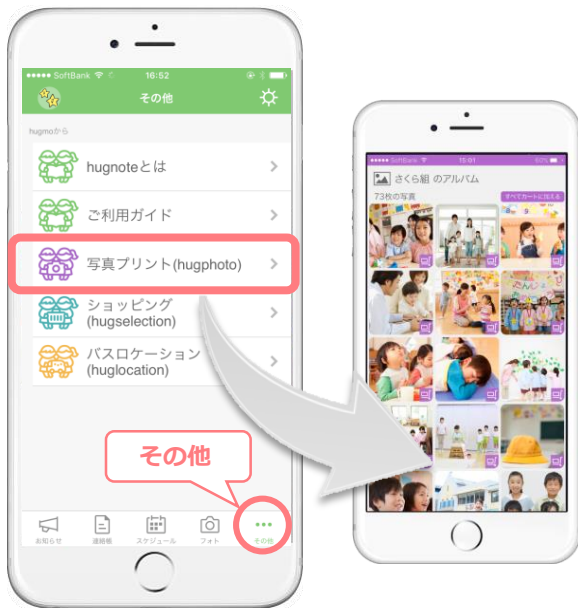 SoftBank 16:52
その他
hugmoから
hugnoteとは
ご利用ガイド
写真プリント(hugphoto)
ショッピング
(hugselection)
バスロケーション
(huglocation)
その他
お知らせ 連絡帳 スケジュール フォト その他
SoftBank 15:01 60%
さくら組 のアルバム
73枚の写真 すべてカートに加える